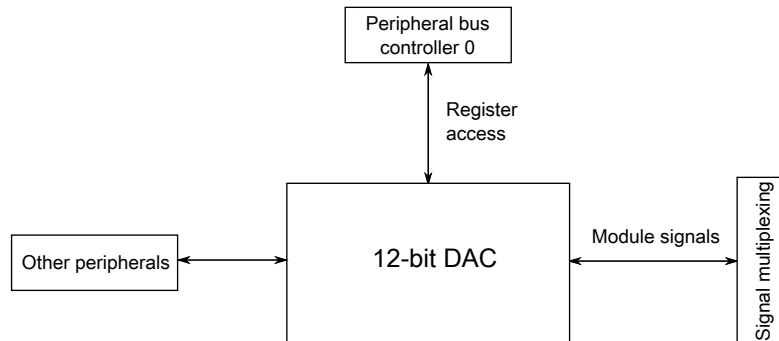 Peripheral bus
controller 0
Register
access
Other peripherals
12-bit DAC
Module signals
Signal multiplexing